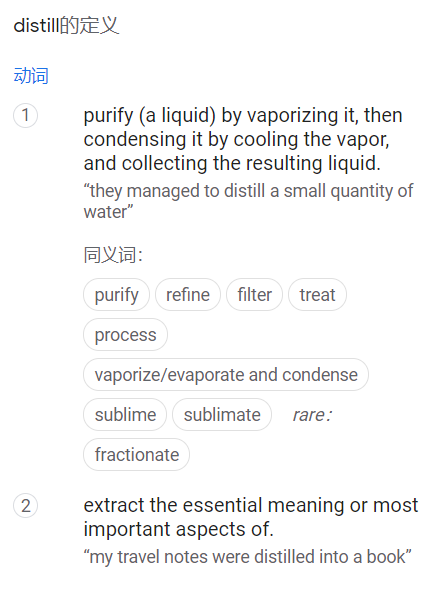 distill的定义
动词
1 purify (a liquid) by vaporizing it, then
condensing it by cooling the vapor,
and collecting the resulting liquid.
“they managed to distill a small quantity of
water”
同义词：
purify refine filter treat
process
vaporize/evaporate and condense
sublime sublimate rare：
fractionate
2 extract the essential meaning or most
important aspects of.
“my travel notes were distilled into a book”